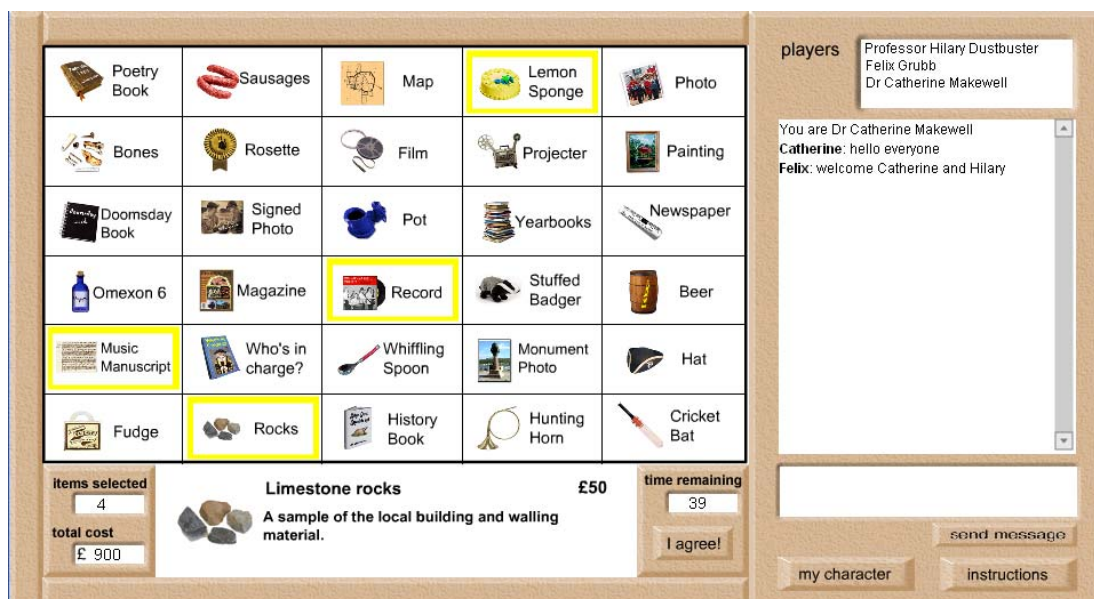 Poetry
Book
Sausages
Map
Lemon
Sponge
Photo
Bones
Rosette
Film
Projecter
Painting
Doomsday
Book
Signed
Photo
Pot
Yearbooks
Newspaper
Omexon 6
Magazine
Record
Stuffed
Badger
Beer
Music
Manuscript
Who's in
charge?
Whiffling
Spoon
Monument
Photo
Hat
Fudge
Rocks
History
Book
Hunting
Horn
Cricket
Bat
items selected
4
total cost
£ 900
Limestone rocks £50
A sample of the local building and walling
material.
time remaining
39
I agree!
players
Professor Hilary Dustbuster
Felix Grubb
Dr Catherine Makewell
You are Dr Catherine Makewell
Catherine: hello everyone
Felix: welcome Catherine and Hilary
send message
my character
instructions